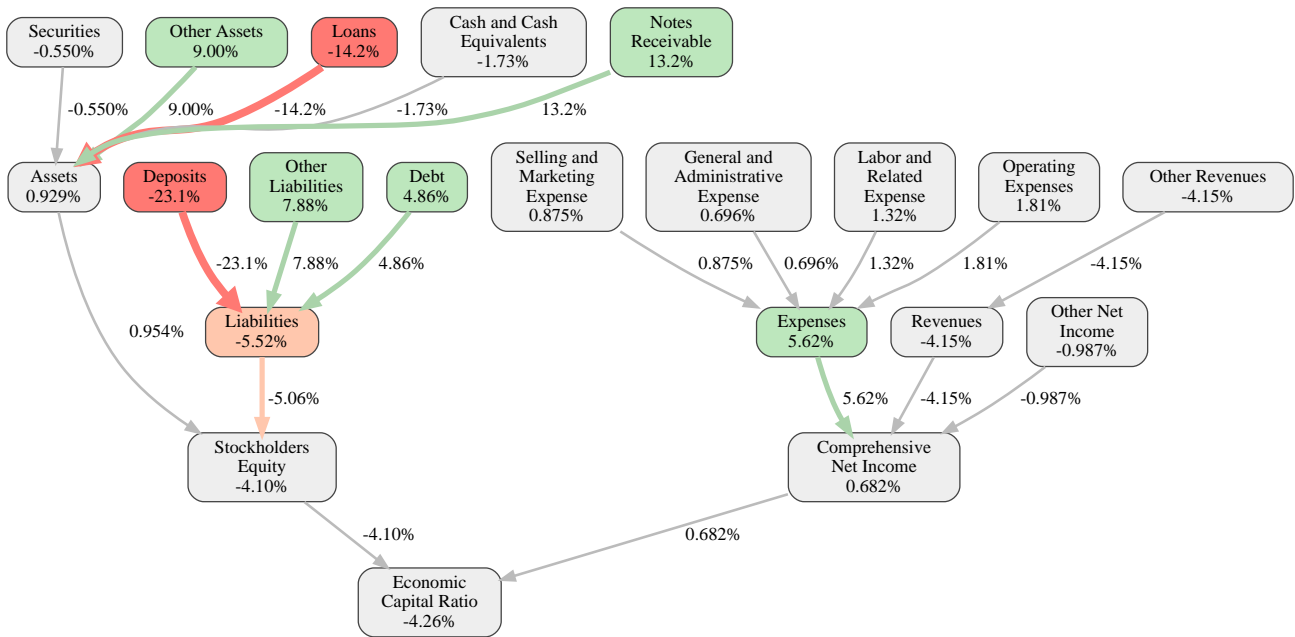 Securities
-0.550%
Other Assets
9.00%
Loans
-14.2%
Cash and Cash
Equivalents
-1.73%
Notes
Receivable
13.2%
-0.550%
9.00%
-14.2%
-1.73%
13.2%
Assets
0.929%
Deposits
-23.1%
Other
Liabilities
7.88%
Debt
4.86%
Selling and
Marketing
Expense
0.875%
General and
Administrative
Expense
0.696%
Labor and
Related
Expense
1.32%
Operating
Expenses
1.81%
Other Revenues
-4.15%
-23.1%
7.88%
4.86%
0.875%
0.696%
1.32%
1.81%
-4.15%
0.954%
Liabilities
-5.52%
Expenses
5.62%
Revenues
-4.15%
Other Net
Income
-0.987%
-5.06%
5.62%
-4.15%
-0.987%
Stockholders
Equity
-4.10%
Comprehensive
Net Income
0.682%
-4.10%
0.682%
Economic
Capital Ratio
-4.26%